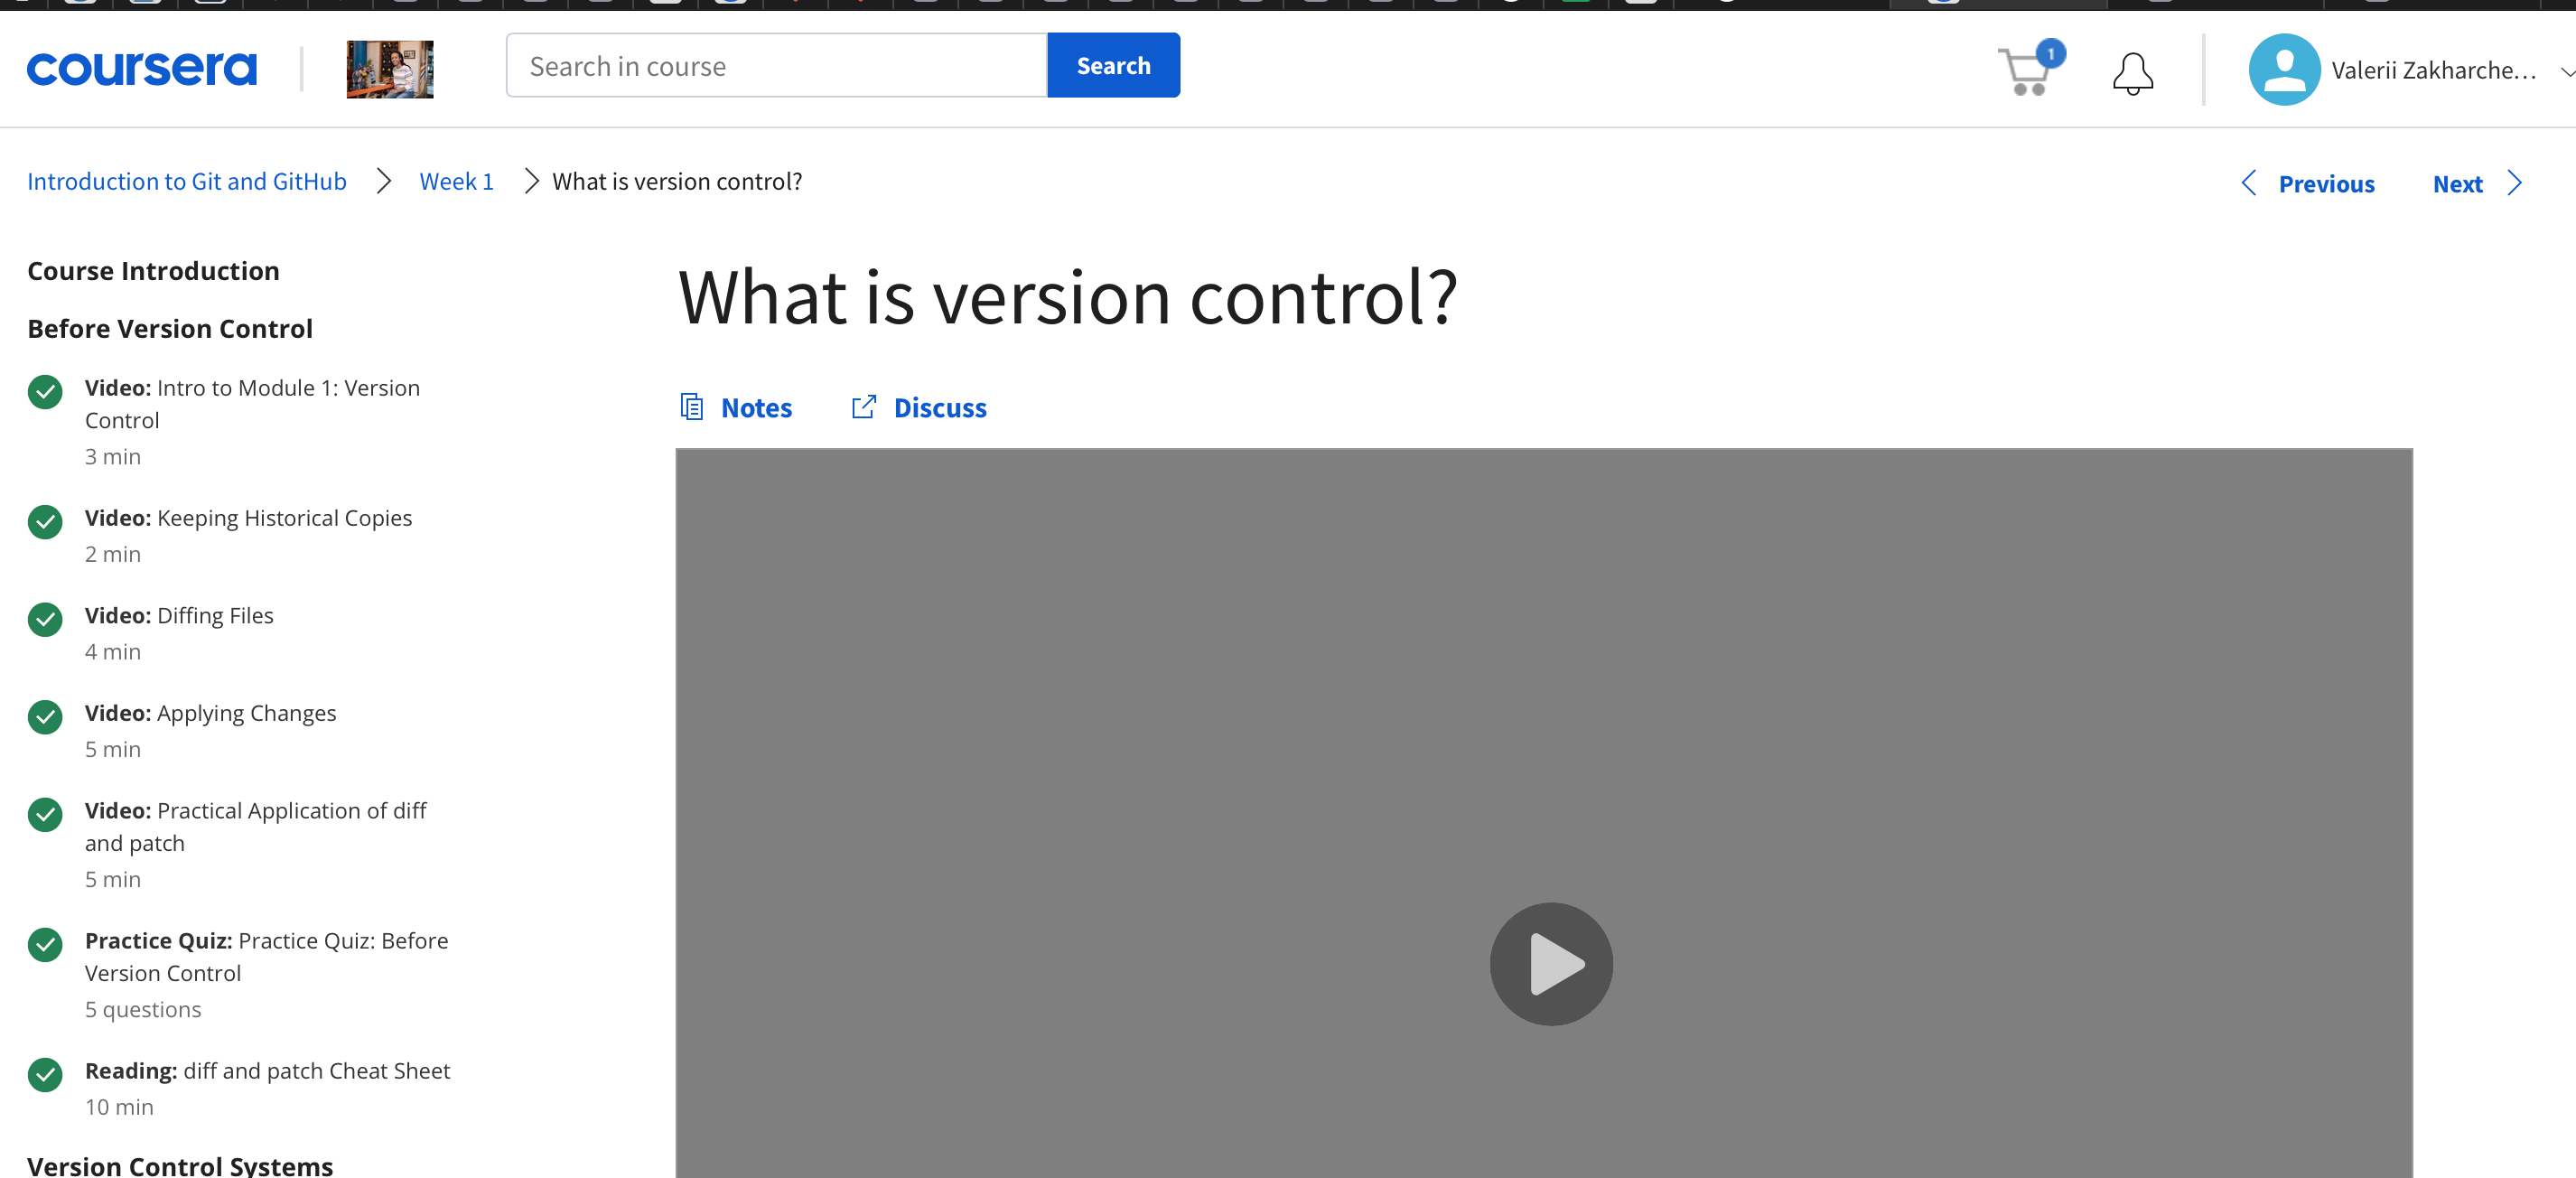 coursera
Search in course
Search
1
Valerii Zakharche...
Introduction to Git and GitHub
Week 1
What is version control?
Previous
Next
Course Introduction
Before Version Control
Video: Intro to Module 1: Version
Control
3 min
Video: Keeping Historical Copies
2 min
Video: Diffing Files
4 min
Video: Applying Changes
5 min
Video: Practical Application of diff
and patch
5 min
Practice Quiz: Practice Quiz: Before
Version Control
5 questions
Reading: diff and patch Cheat Sheet
10 min
Version Control Systems
What is version control?
Notes
Discuss